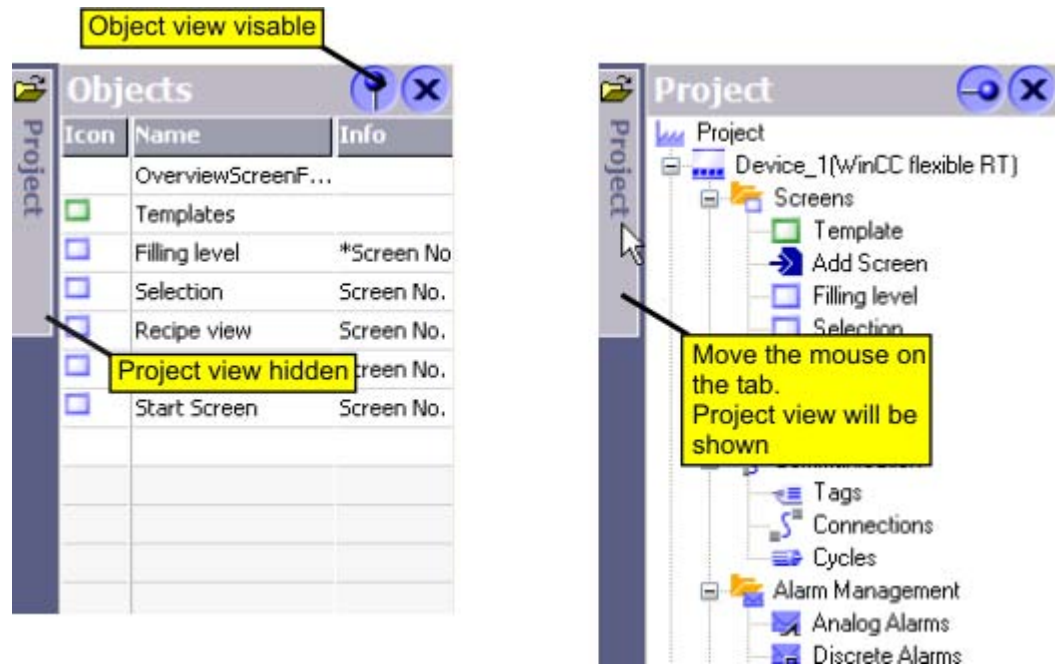 Object view visable
Objects
Project
Icon Name Info
OverviewScreenF...
Templates
Filling level *Screen No
Selection Screen No.
Recipe view Screen No.
Project view hidden
creen No.
Start Screen Screen No.
Project
Project
Project
Device_1(WinCC flexible RT)
Screens
Template
Add Screen
Filling level
Selection
Move the mouse on
the tab.
Project view will be
shown
Tags
Connections
Cycles
Alarm Management
Analog Alarms
Discrete Alarms